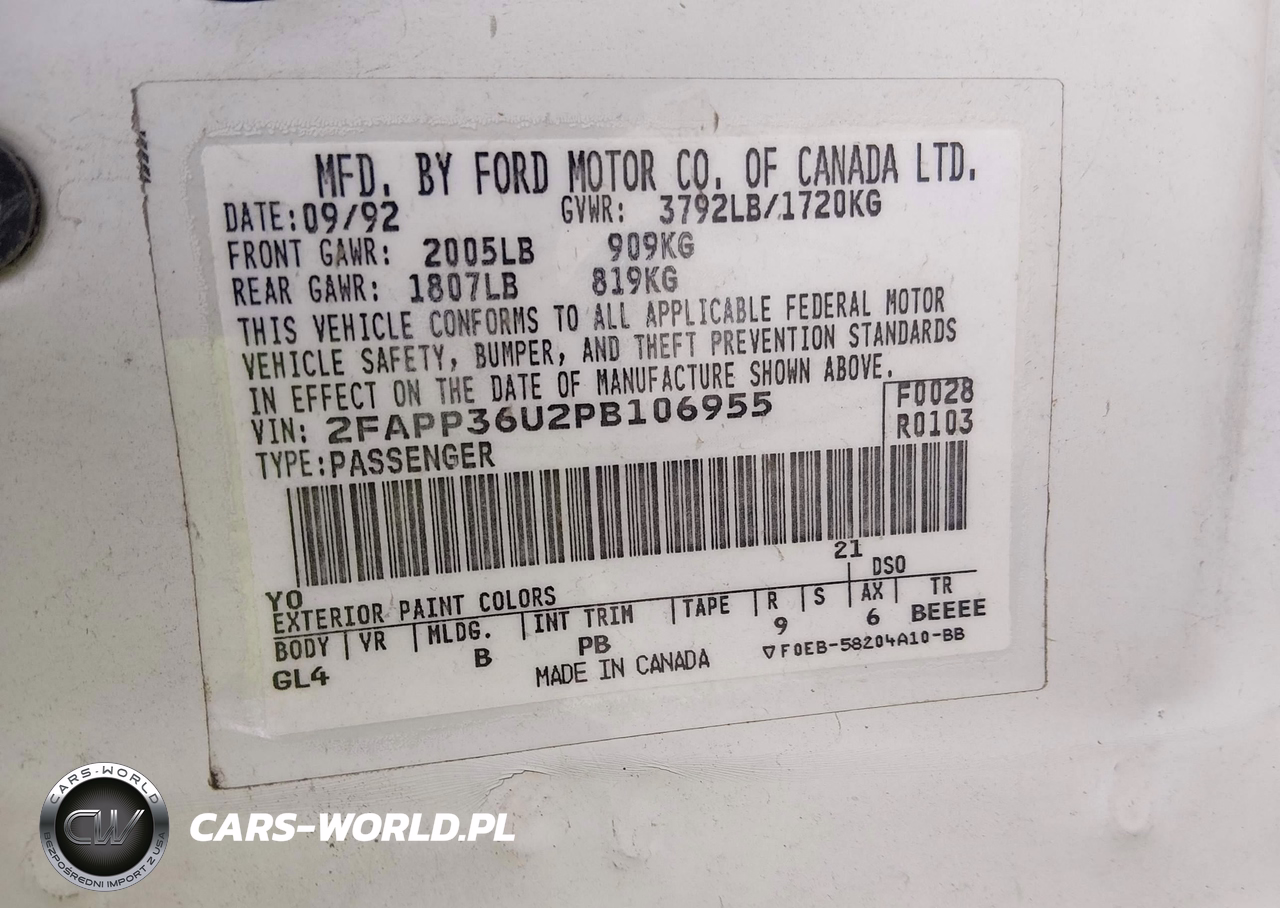 MFD. BY FORD MOTOR CO. OF CANADA LTD.
DATE:09/92 GVWR: 3792LB/1720KG
FRONT GAWR: 2005LB 909KG
REAR GAWR: 1807LB 819KG
THIS VEHICLE CONFORMS TO ALL APPLICABLE FEDERAL MOTOR
VEHICLE SAFETY, BUMPER, AND THEFT PREVENTION STANDARDS
IN EFFECT ON THE DATE OF MANUFACTURE SHOWN ABOVE.
VIN: 2FAPP36U2PB106955 F0028
TYPE:PASSENGER R0103
YO 21
EXTERIOR PAINT COLORS DSO
BODY VR MLDG. INT TRIM TAPE R S AX TR
GL4 B PB 9 6 BEEEE
MADE IN CANADA ▽F0EB-58204A10-BB
CARS-WORLD
CW
BEZPOŚREDNI IMPORT Z USA
CARS-WORLD.PL